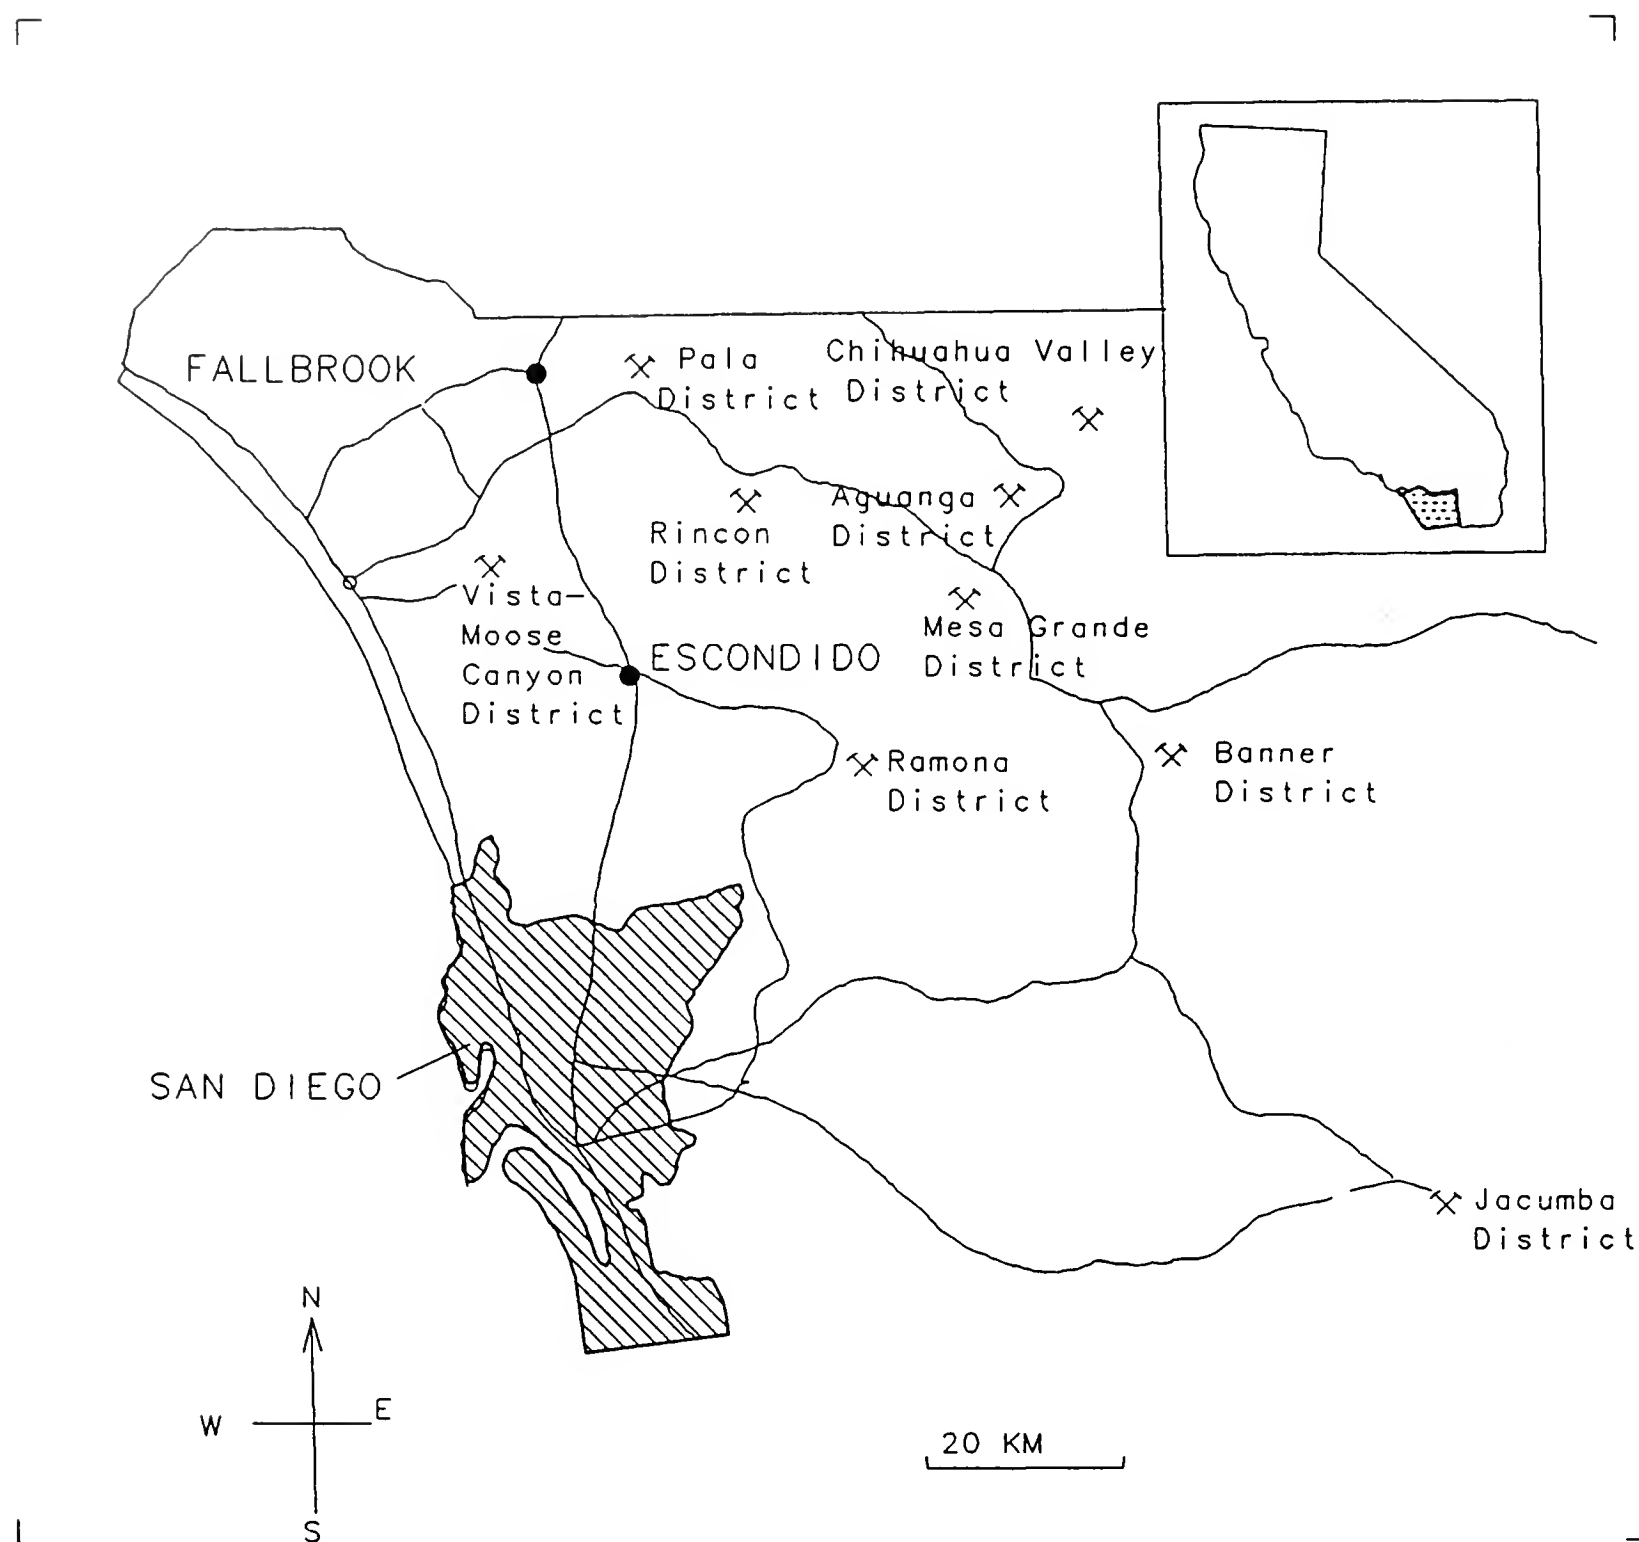 FALLBROOK
Pala
District
Chihuahua Valley
District
Rincon
District
Aguanga
District
Vista-
Moose
Canyon
District
ESCONDIDO
Mesa Grande
District
Ramona
District
Banner
District
SAN DIEGO
Jacumba
District
N
W
E
S
20 KM